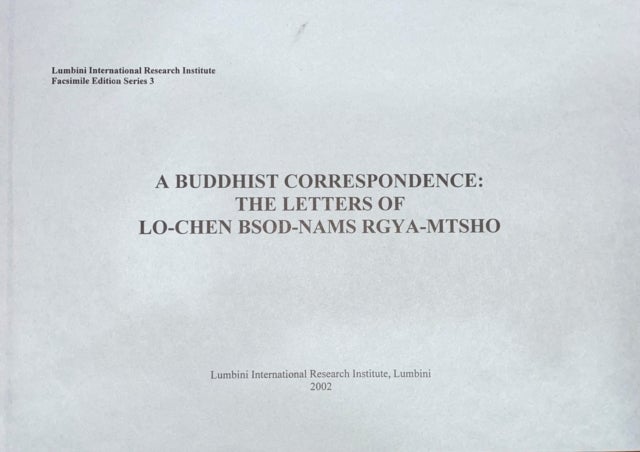 Lumbini International Research Institute
Facsimile Edition Series 3
A BUDDHIST CORRESPONDENCE:
THE LETTERS OF
LO-CHEN BSOD-NAMS RGYA-MTSHO
Lumbini International Research Institute, Lumbini
2002